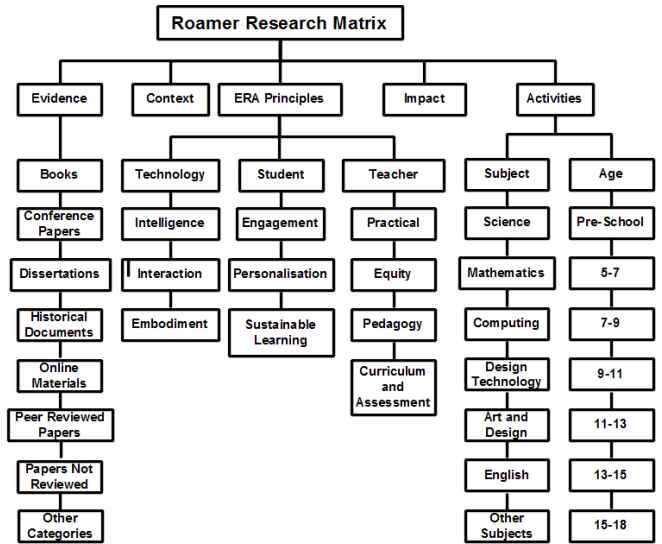 Roamer Research Matrix
Evidence
Context
ERA Principles
Impact
Activities
Books
Technology
Student
Teacher
Subject
Age
Conference
Papers
Intelligence
Engagement
Practical
Science
Pre-School
Dissertations
Interaction
Personalisation
Equity
Mathematics
5-7
Historical
Documents
Embodiment
Sustainable
Learning
Pedagogy
Computing
7-9
Online
Materials
Curriculum
and
Assessment
Design
Technology
9-11
Peer Reviewed
Papers
Art and
Design
11-13
Papers Not
Reviewed
English
13-15
Other
Categories
Other
Subjects
15-18